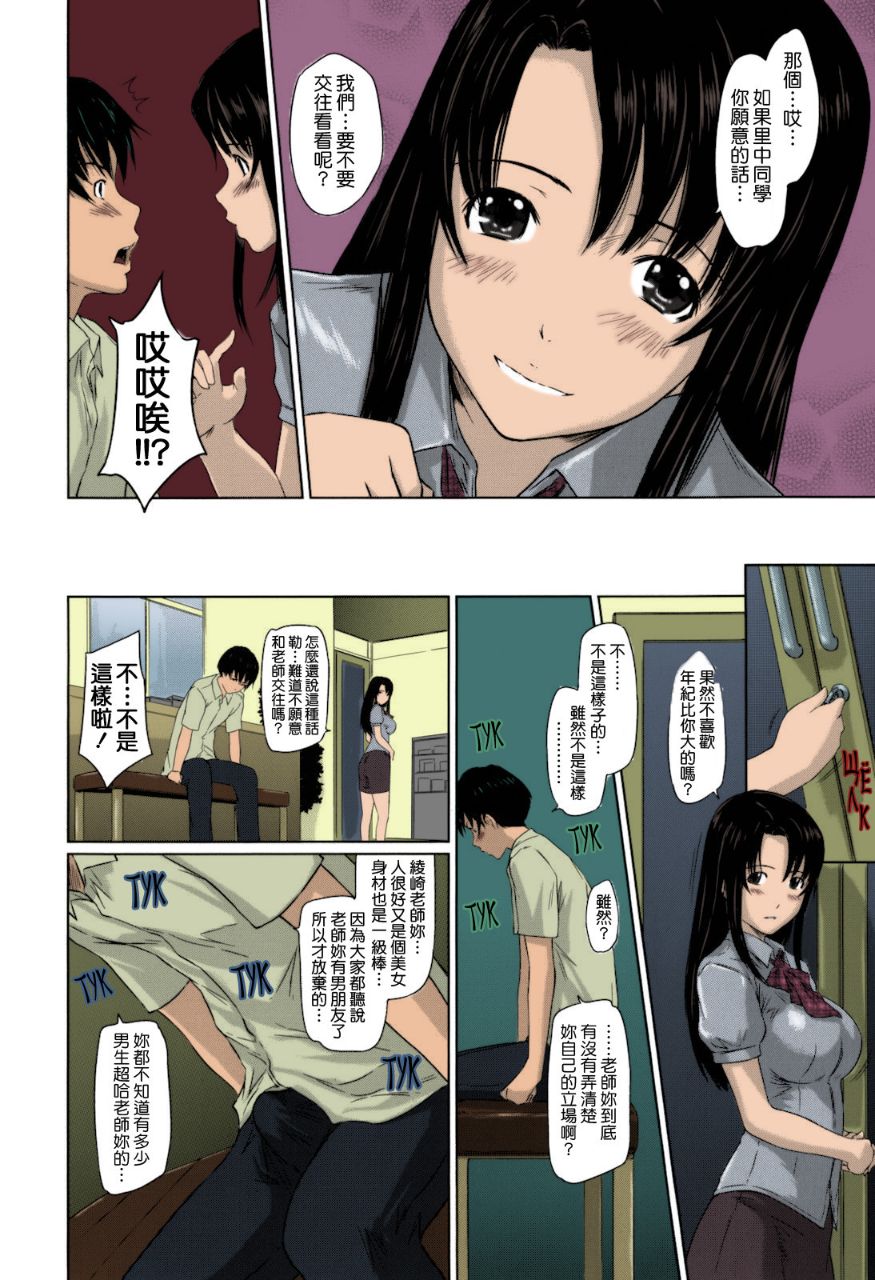 那個…哎…
如果里中同學
你願意的話…
我們…要不要
交往看看呢？
哎哎唉!!?
ЩЁЛК
果然不喜歡
年紀比你大的嗎？
不……
不是這樣子的…
雖然不是這樣
…………
ТУК
ТУК
ТУК
雖然？
……老師妳到底
有沒有弄清楚
妳自己的立場啊？
怎麼還說這種話
勒…難道不願意
和老師交往嗎？
不…不是
這樣啦！
綾崎老師妳…
人很好又是個美女
身材也是一級棒…
因為大家都聽說
老師妳有男朋友了
所以才放棄的…
ТУК
ТУК
ТУК
ТУК
妳都不知道有多少
男生超哈老師妳的…